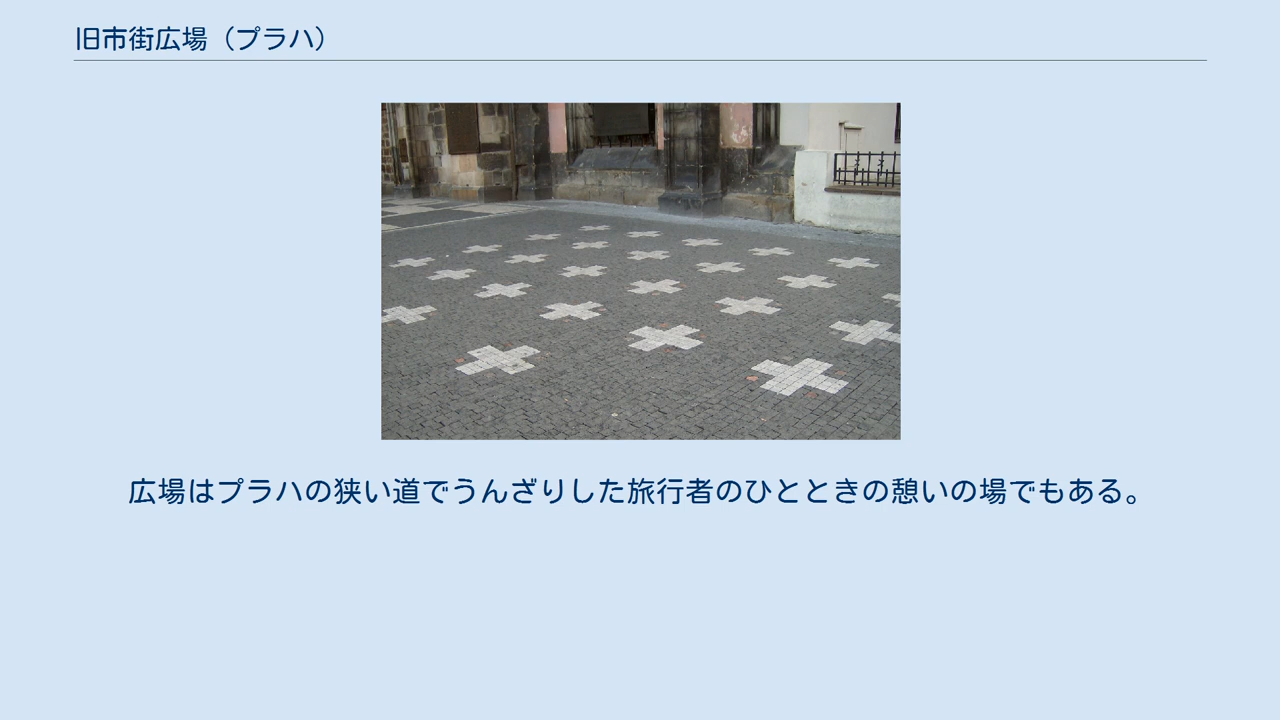 旧市街広場（プラハ）
広場はプラハの狭い道でうんざりした旅行者のひとときの憩いの場でもある。